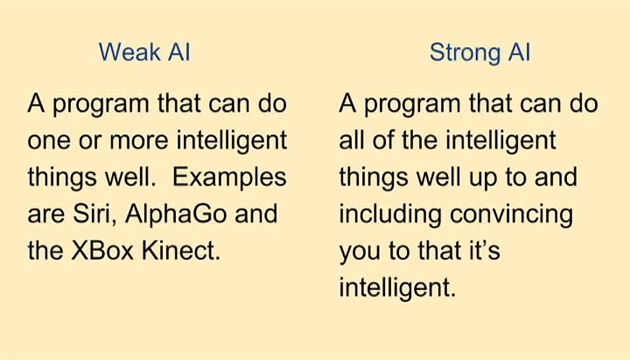 Weak AI
A program that can do
one or more intelligent
things well.  Examples
are Siri, AlphaGo and
the XBox Kinect.
Strong AI
A program that can do
all of the intelligent
things well up to and
including convincing
you to that it's
intelligent.